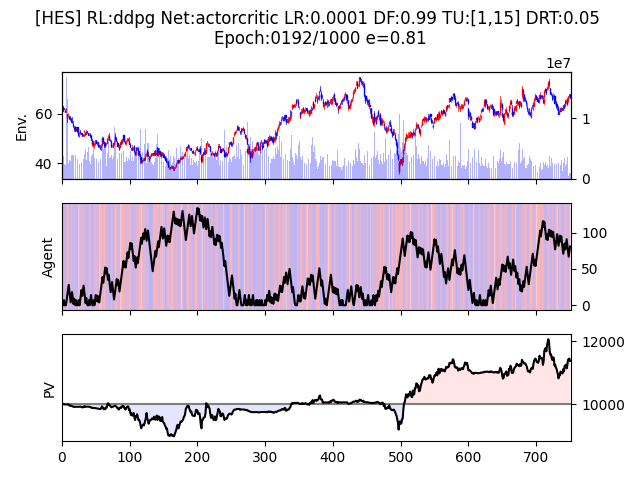 [HES] RL:ddpg Net:actorcritic LR:0.0001 DF:0.99 TU:[1,15] DRT:0.05
Epoch:0192/1000 e=0.81
1e7
Env.
60
40
1
0
Agent
100
50
0
PV
12000
10000
0 100 200 300 400 500 600 700